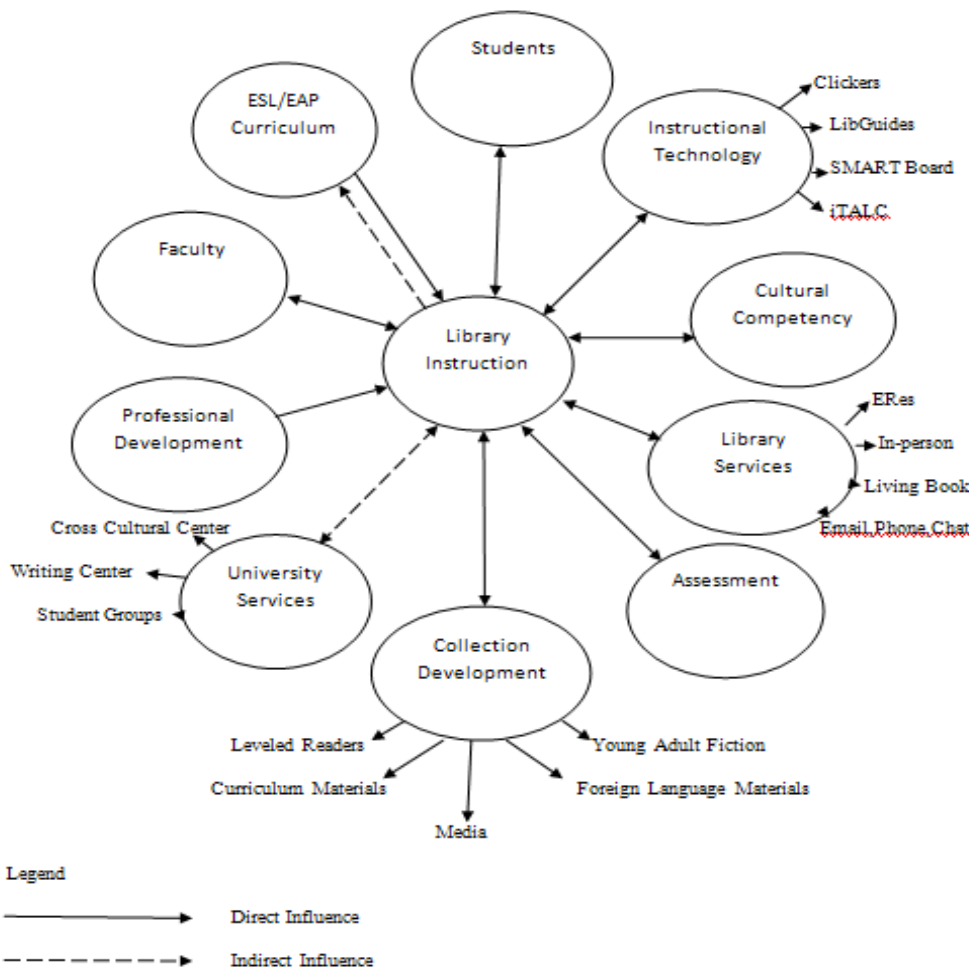 Students
ESL/EAP
Curriculum
Instructional
Technology
Clickers
LibGuides
SMART Board
iTALC
Faculty
Cultural
Competency
Library
Instruction
Professional
Development
Library
Services
ERes
In-person
Living Book
Email,Phone,Chat
Cross Cultural Center
Writing Center
Student Groups
University
Services
Assessment
Collection
Development
Leveled Readers
Young Adult Fiction
Curriculum Materials
Foreign Language Materials
Media
Legend
Direct Influence
Indirect Influence